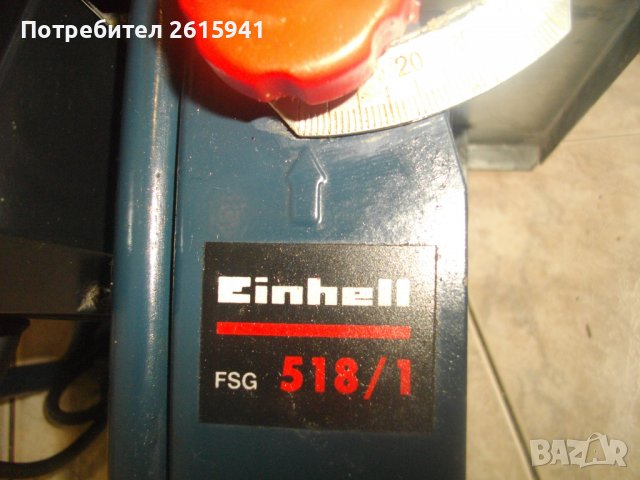 Потребител 2615941
20
Einhell
FSG 518/1
BAZAR